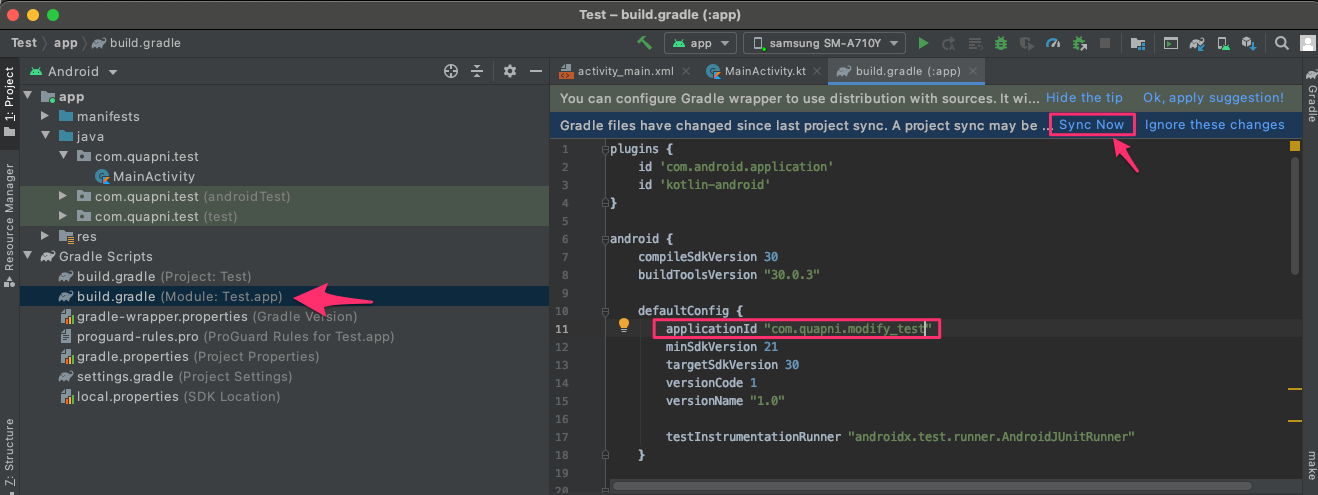 Test – build.gradle (:app)
Test app build.gradle
app samsung SM-A710Y
1: Project
Resource Manager
Z: Structure
Android
app
manifests
java
com.quapni.test
MainActivity
com.quapni.test (androidTest)
com.quapni.test (test)
res
Gradle Scripts
build.gradle (Project: Test)
build.gradle (Module: Test.app)
gradle-wrapper.properties (Gradle Version)
proguard-rules.pro (ProGuard Rules for Test.app)
gradle.properties (Project Properties)
settings.gradle (Project Settings)
local.properties (SDK Location)
activity_main.xml MainActivity.kt build.gradle (:app)
You can configure Gradle wrapper to use distribution with sources. It wi... Hide the tip Ok, apply suggestion!
Gradle files have changed since last project sync. A project sync may be ... Sync Now Ignore these changes
1 plugins {
2 id 'com.android.application'
3 id 'kotlin-android'
4 }
5
6 android {
7 compileSdkVersion 30
8 buildToolsVersion "30.0.3"
9
10 defaultConfig {
11 applicationId "com.quapni.modify_test"
12 minSdkVersion 21
13 targetSdkVersion 30
14 versionCode 1
15 versionName "1.0"
16
17 testInstrumentationRunner "androidx.test.runner.AndroidJUnitRunner"
18 }
19
20
Gradle
make